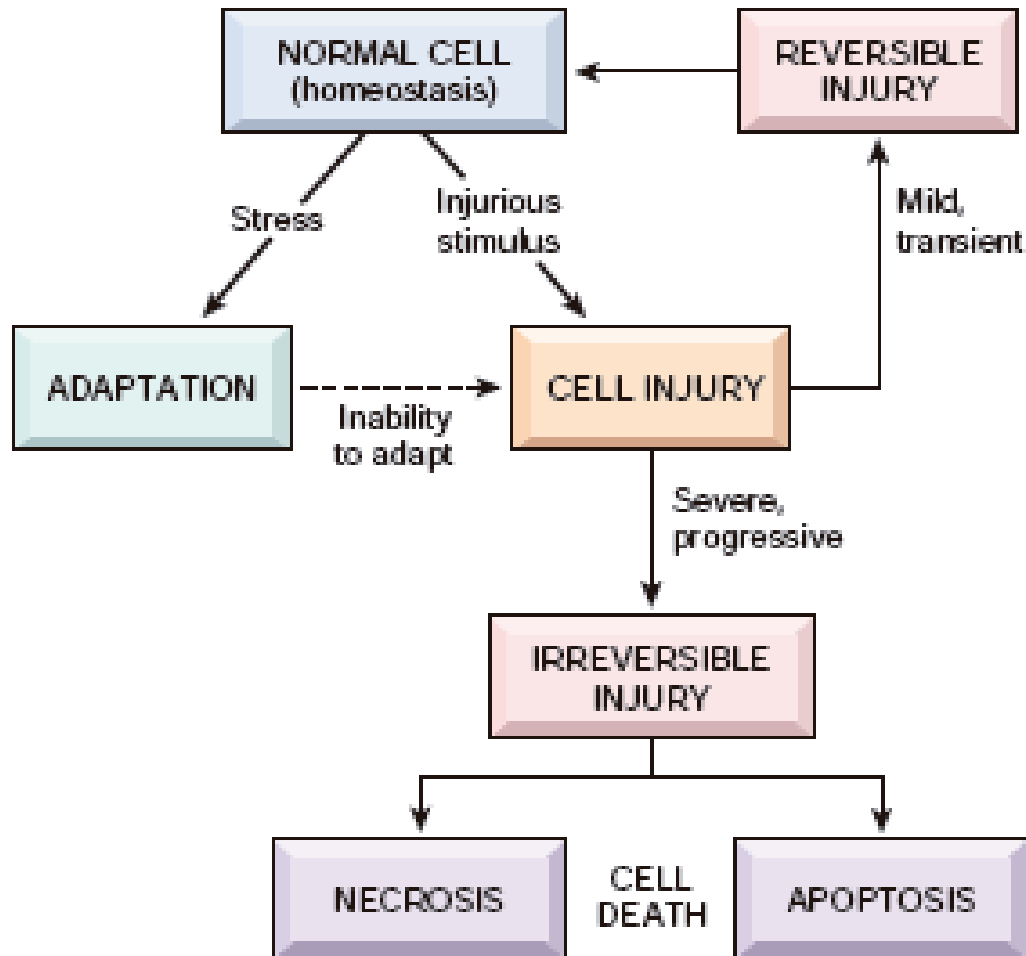 NORMAL CELL
(homeostasis)
REVERSIBLE
INJURY
Stress
Injurious
stimulus
Mild,
transient
ADAPTATION
Inability
to adapt
CELL INJURY
Severe,
progressive
IRREVERSIBLE
INJURY
NECROSIS
CELL
DEATH
APOPTOSIS